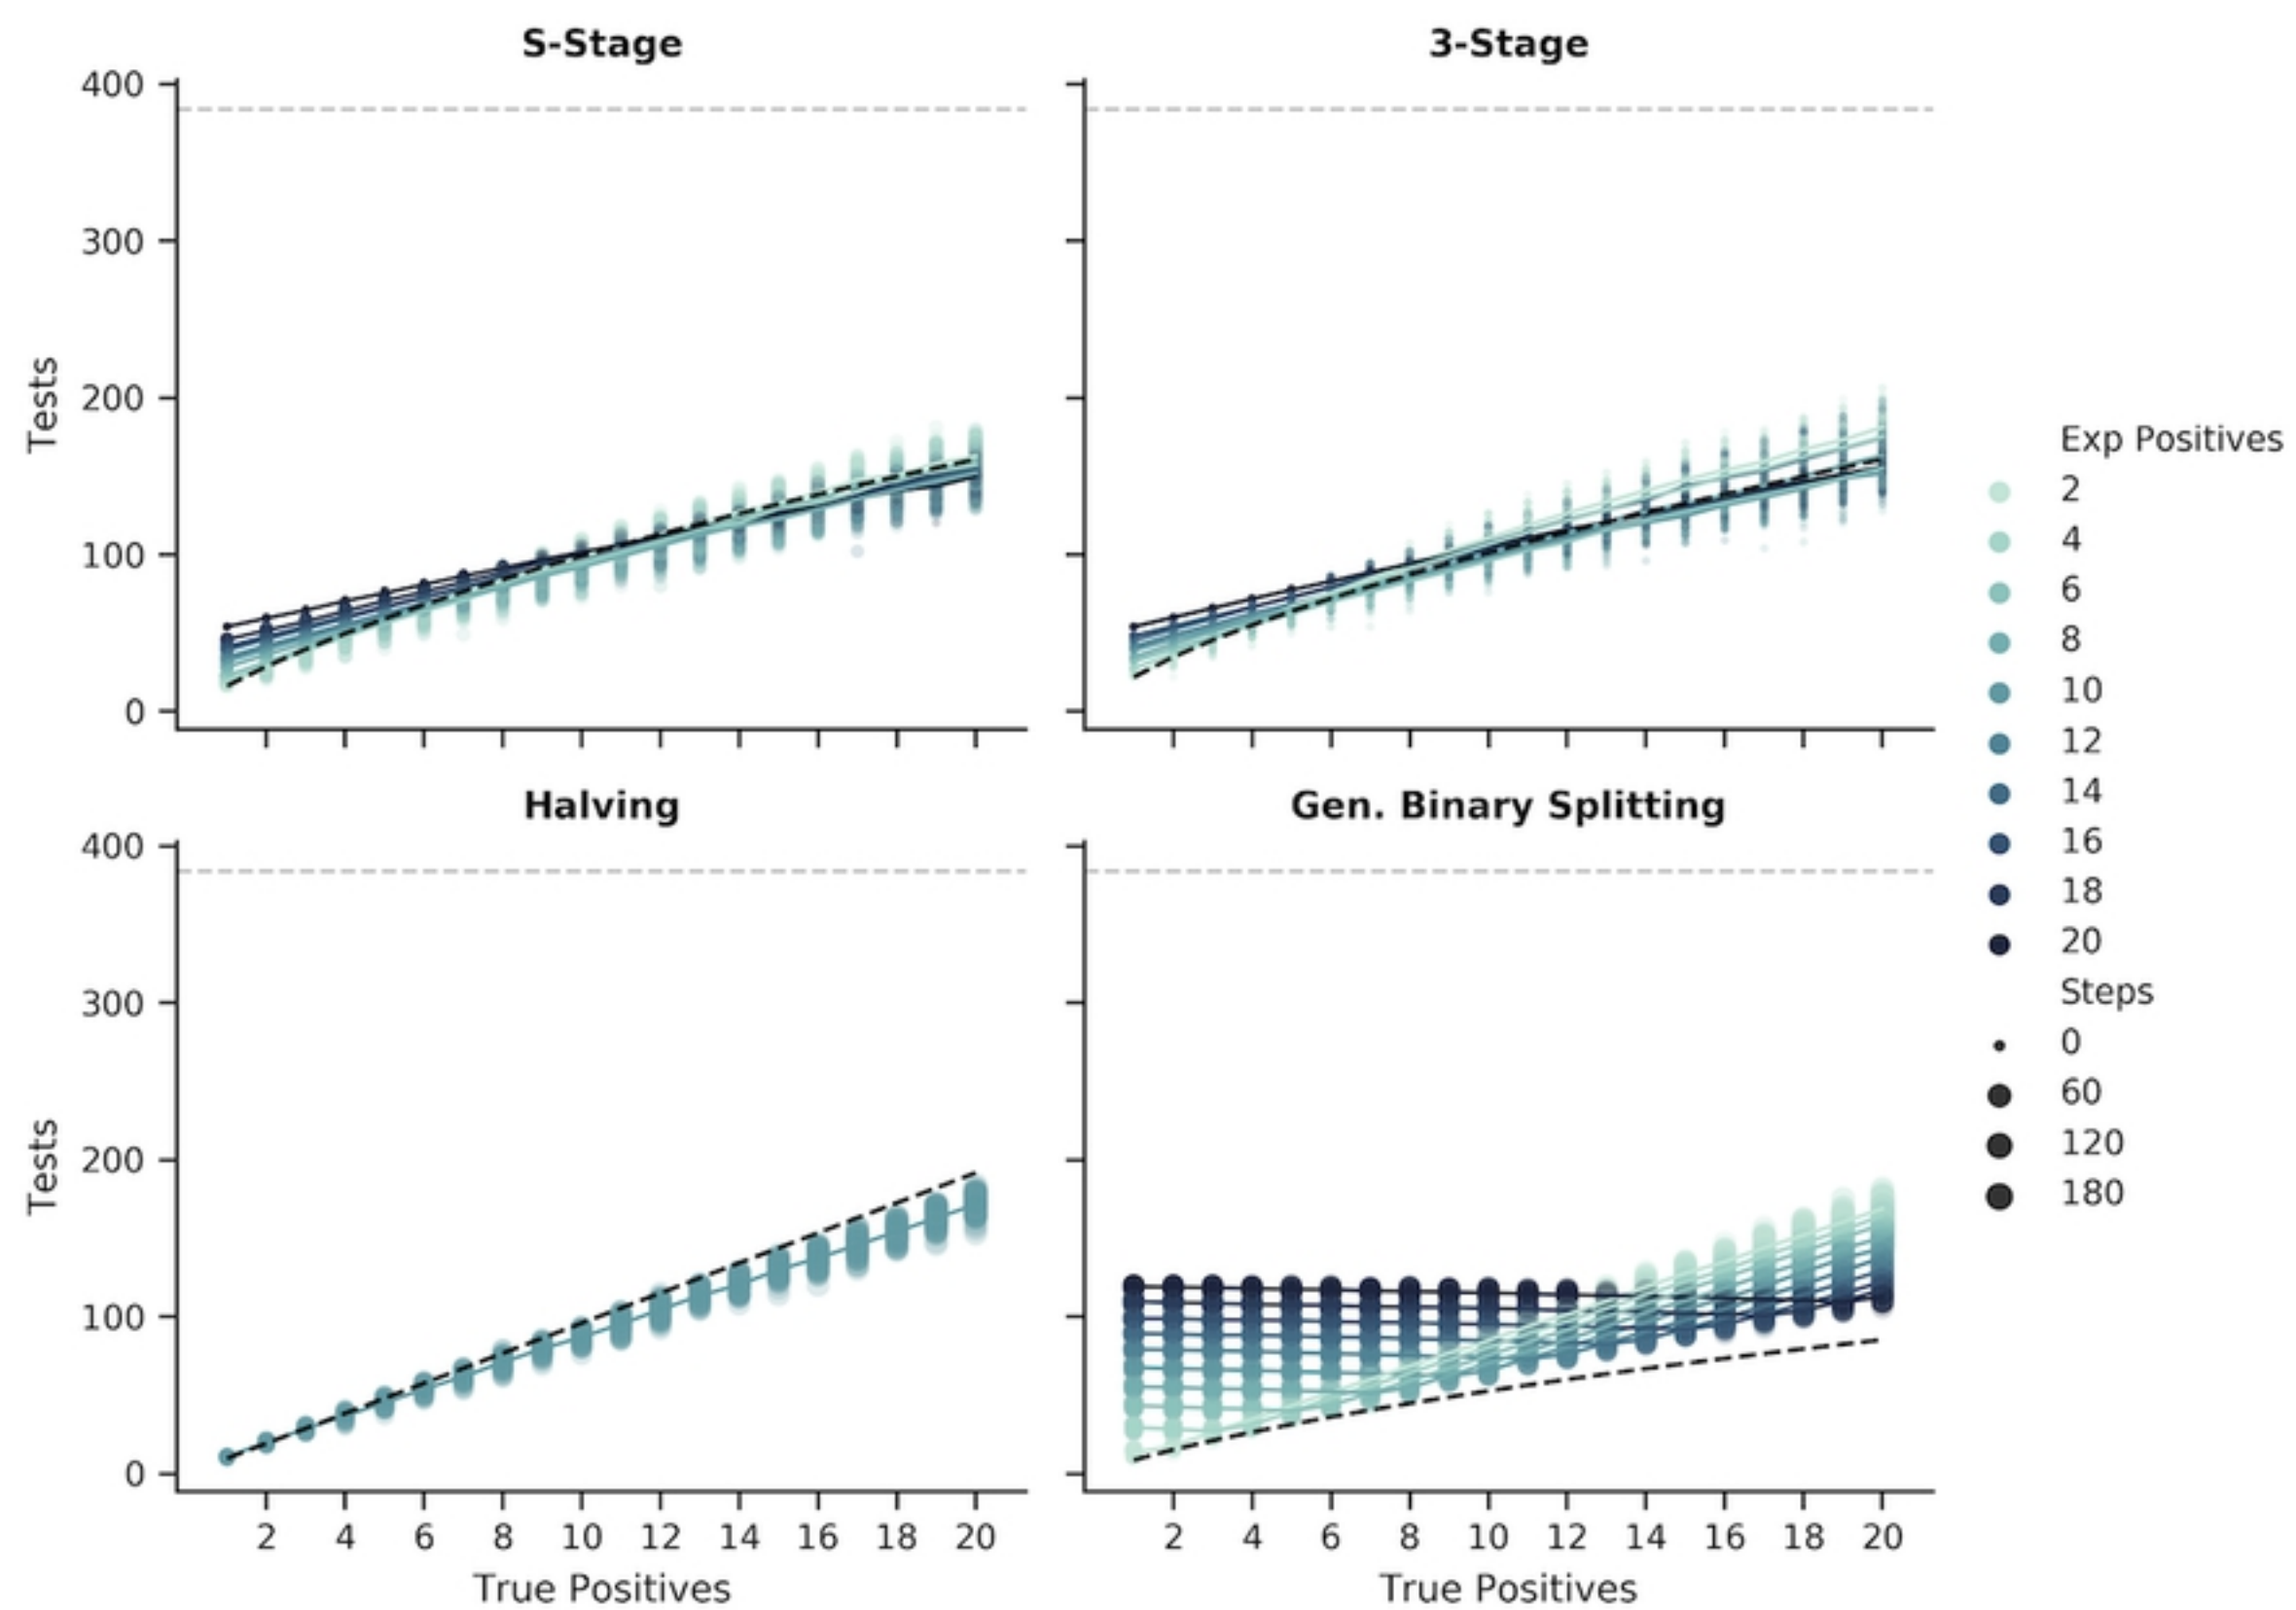 S-Stage
3-Stage
400
300
200
100
0
Tests
Halving
Gen. Binary Splitting
400
300
200
100
0
Tests
2 4 6 8 10 12 14 16 18 20
2 4 6 8 10 12 14 16 18 20
True Positives
True Positives
Exp Positives
2
4
6
8
10
12
14
16
18
20
Steps
0
60
120
180